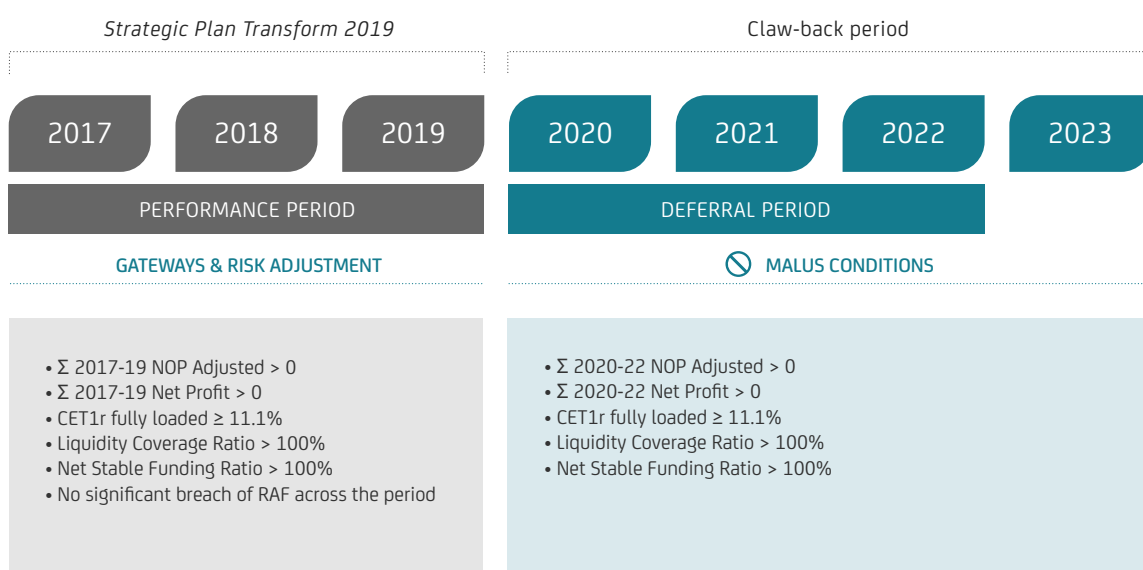 Strategic Plan Transform 2019
Claw-back period
2017 2018 2019 2020 2021 2022 2023
PERFORMANCE PERIOD
DEFERRAL PERIOD
GATEWAYS & RISK ADJUSTMENT
MALUS CONDITIONS
• Σ 2017-19 NOP Adjusted > 0
• Σ 2017-19 Net Profit > 0
• CET1r fully loaded ≥ 11.1%
• Liquidity Coverage Ratio > 100%
• Net Stable Funding Ratio > 100%
• No significant breach of RAF across the period
• Σ 2020-22 NOP Adjusted > 0
• Σ 2020-22 Net Profit > 0
• CET1r fully loaded ≥ 11.1%
• Liquidity Coverage Ratio > 100%
• Net Stable Funding Ratio > 100%